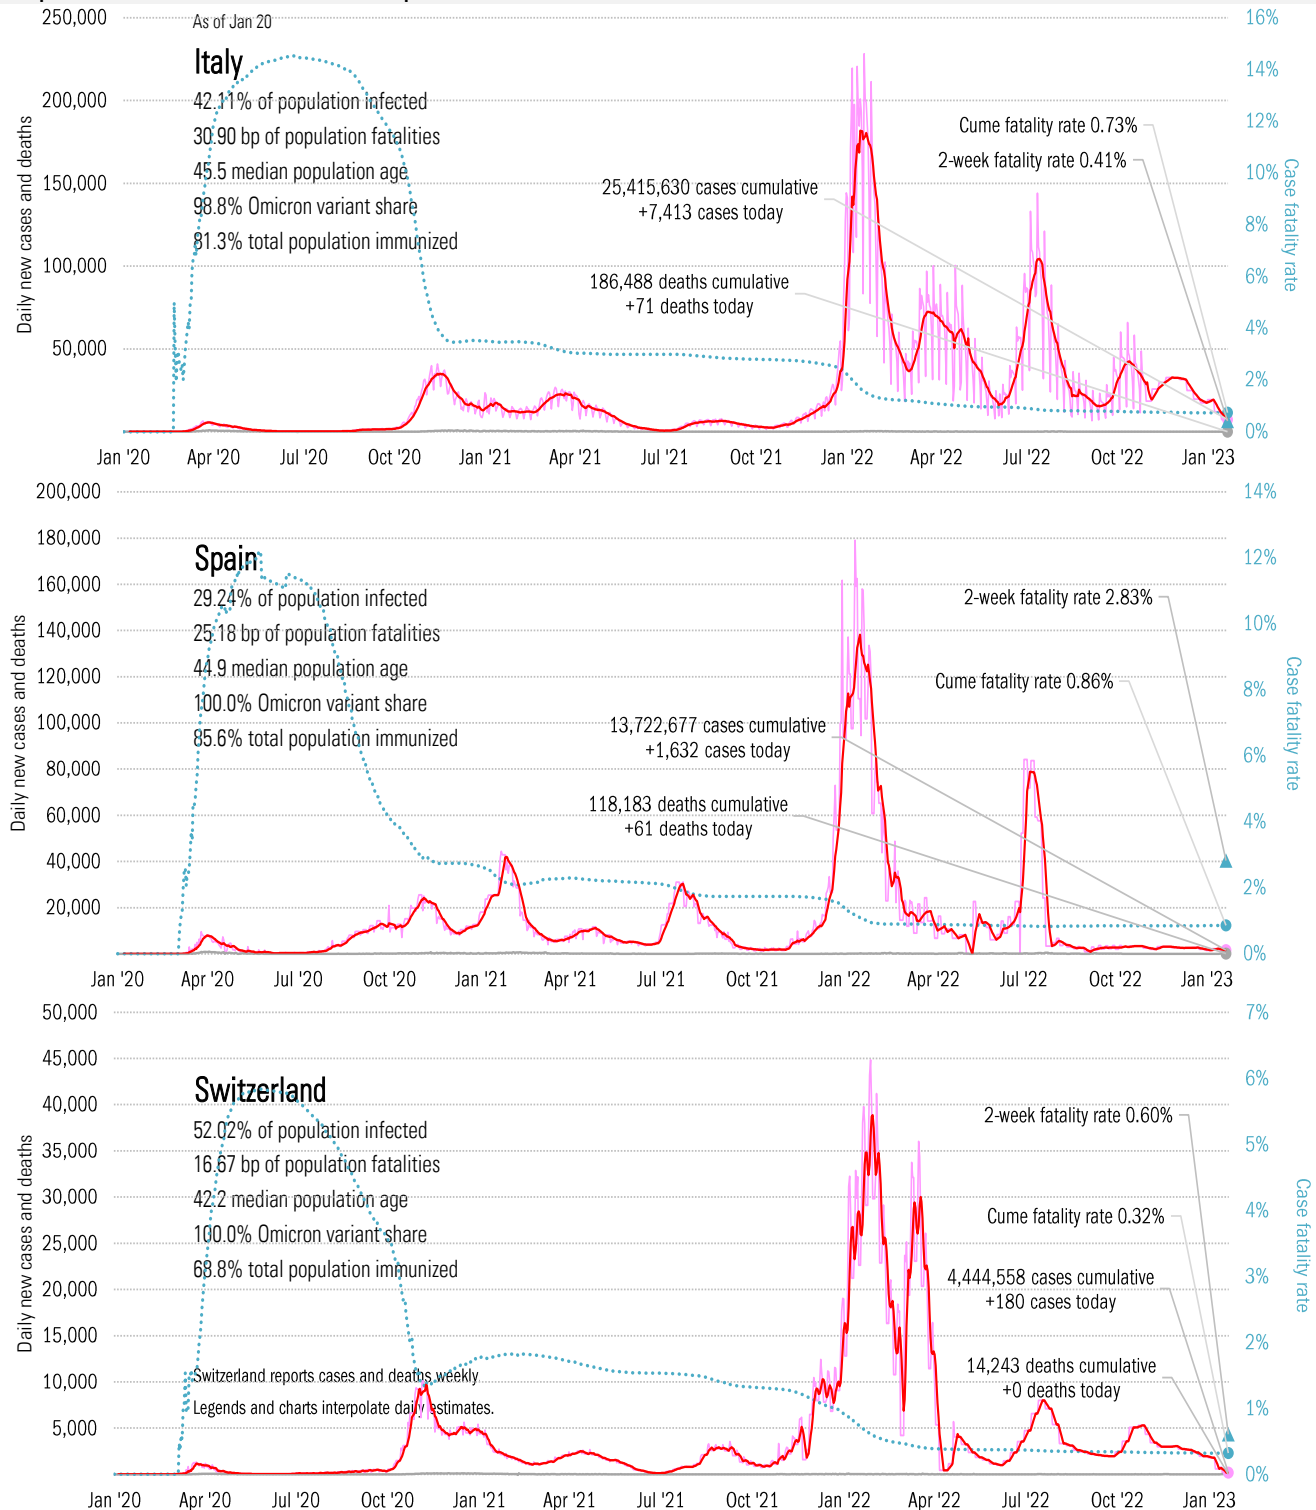 250,000
As of Jan 20
16%
Italy
14%
42.11% of population infected
200,000
12%
30.90 bp of population fatalities
Cume fatality rate 0.73%
2-week fatality rate 0.41%
45.5 median population age
10%
150,000
25,415,630 cases cumulative
+7,413 cases today
98.8% Omicron variant share
8%
81.3% total population immunized
100,000
6%
186,488 deaths cumulative
+71 deaths today
4%
50,000
2%
0%
Daily new cases and deaths
Case fatality rate
Jan '20 Apr '20 Jul '20 Oct '20 Jan '21 Apr '21 Jul '21 Oct '21 Jan '22 Apr '22 Jul '22 Oct '22 Jan '23
200,000
14%
180,000
Spain
12%
160,000
29.24% of population infected
2-week fatality rate 2.83%
140,000
25.18 bp of population fatalities
10%
120,000
44.9 median population age
Cume fatality rate 0.86%
8%
100,000
100.0% Omicron variant share
13,722,677 cases cumulative
+1,632 cases today
85.6% total population immunized
6%
80,000
118,183 deaths cumulative
+61 deaths today
60,000
4%
40,000
2%
20,000
0%
Daily new cases and deaths
Case fatality rate
Jan '20 Apr '20 Jul '20 Oct '20 Jan '21 Apr '21 Jul '21 Oct '21 Jan '22 Apr '22 Jul '22 Oct '22 Jan '23
50,000
7%
45,000
6%
Switzerland
40,000
52.02% of population infected
2-week fatality rate 0.60%
35,000
5%
16.67 bp of population fatalities
30,000
42.2 median population age
4%
Cume fatality rate 0.32%
25,000
100.0% Omicron variant share
68.8% total population immunized
3%
4,444,558 cases cumulative
+180 cases today
20,000
15,000
2%
14,243 deaths cumulative
+0 deaths today
10,000
Switzerland reports cases and deaths weekly
Legends and charts interpolate daily estimates.
1%
5,000
0%
Daily new cases and deaths
Case fatality rate
Jan '20 Apr '20 Jul '20 Oct '20 Jan '21 Apr '21 Jul '21 Oct '21 Jan '22 Apr '22 Jul '22 Oct '22 Jan '23